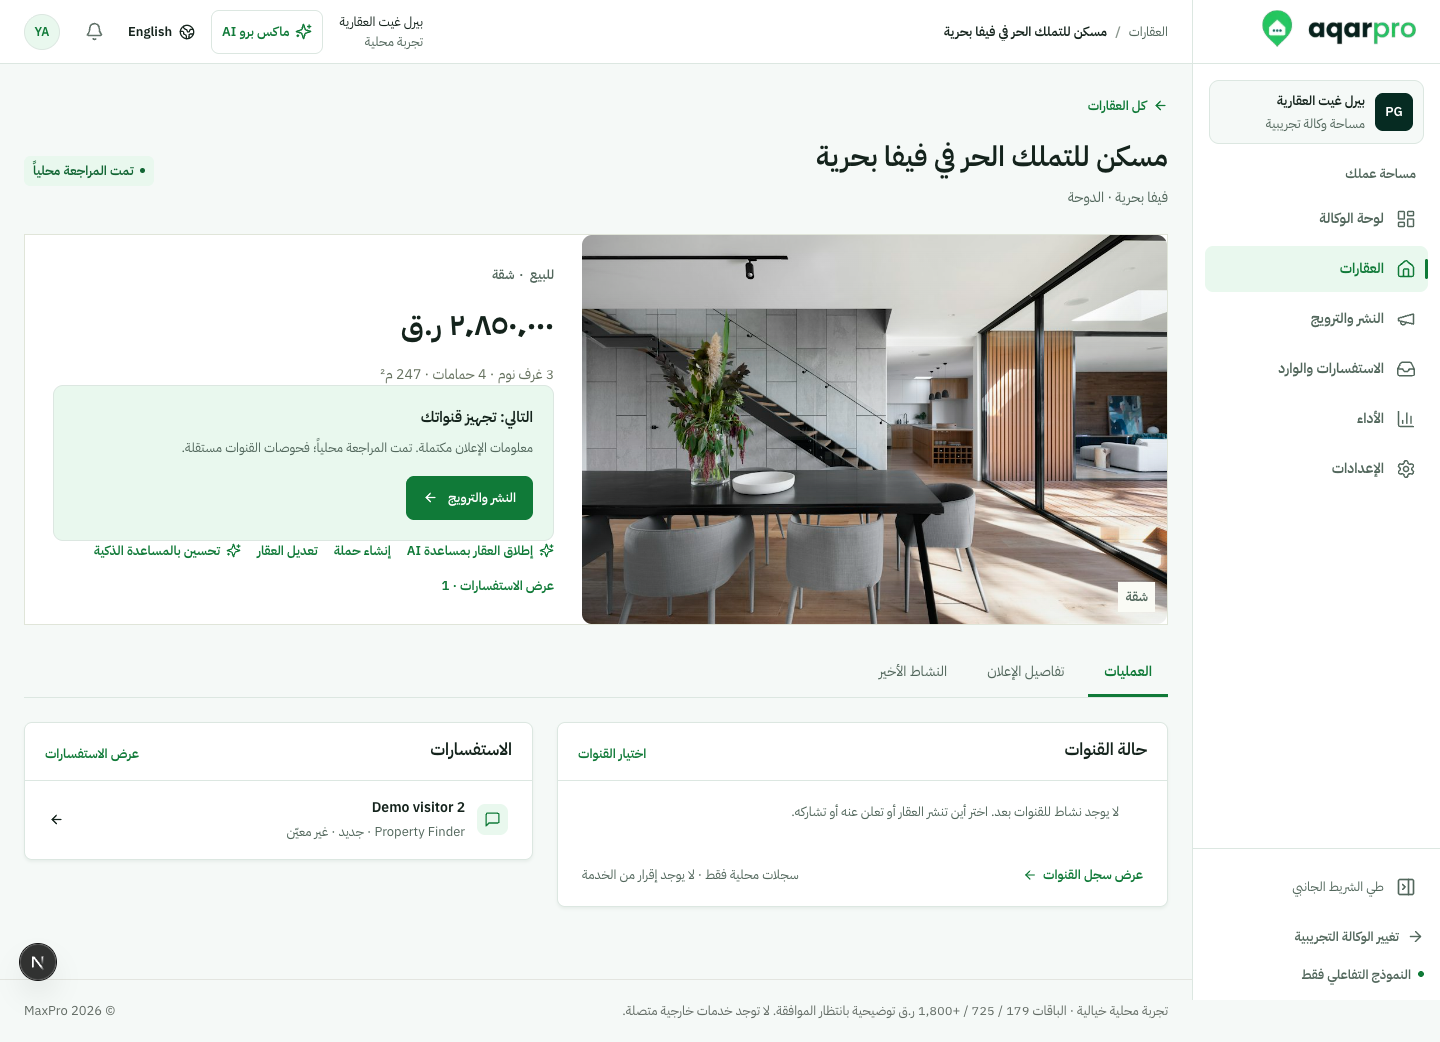 aqarpro
PG
بيرل غيت العقارية
مساحة وكالة تجريبية
مساحة عملك
لوحة الوكالة
العقارات
النشر والترويج
الاستفسارات والوارد
الأداء
الإعدادات
طي الشريط الجانبي
تغيير الوكالة التجريبية
النموذج التفاعلي فقط
العقارات / مسكن للتملك الحر في فيفا بحرية
بيرل غيت العقارية
تجربة محلية
ماكس برو AI
English
YA
كل العقارات
مسكن للتملك الحر في فيفا بحرية
فيفا بحرية · الدوحة
تمت المراجعة محلياً
شقة
للبيع · شقة
٢,٨٥٠,٠٠٠ ر.ق
3 غرف نوم · 4 حمامات · 247 م²
التالي: تجهيز قنواتك
معلومات الإعلان مكتملة. تمت المراجعة محلياً؛ فحوصات القنوات مستقلة.
النشر والترويج
إطلاق العقار بمساعدة AI
إنشاء حملة
تعديل العقار
تحسين بالمساعدة الذكية
عرض الاستفسارات · 1
العمليات
تفاصيل الإعلان
النشاط الأخير
حالة القنوات
اختيار القنوات
لا يوجد نشاط للقنوات بعد. اختر أين تنشر العقار أو تعلن عنه أو تشاركه.
عرض سجل القنوات
سجلات محلية فقط · لا يوجد إقرار من الخدمة
الاستفسارات
عرض الاستفسارات
Demo visitor 2
Property Finder · جديد · غير معيّن
N
تجربة محلية خيالية · الباقات 179 / 725 / +1,800 ر.ق توضيحية بانتظار الموافقة. لا توجد خدمات خارجية متصلة.
© 2026 MaxPro